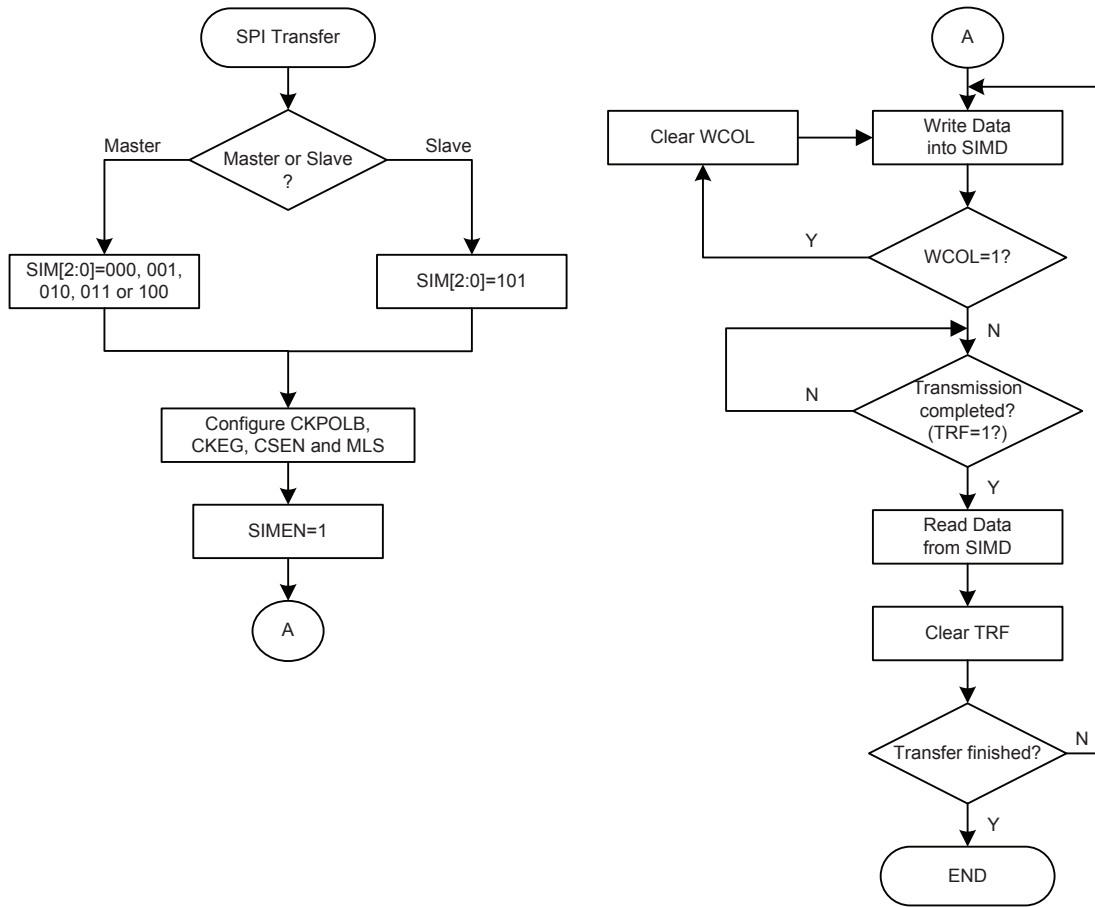 SPI Transfer
Master or Slave
?
Master
Slave
SIM[2:0]=000, 001,
010, 011 or 100
SIM[2:0]=101
Configure CKPOLB,
CKEG, CSEN and MLS
SIMEN=1
A
A
Write Data
into SIMD
Clear WCOL
WCOL=1?
Y
N
Transmission
completed?
(TRF=1?)
N
Y
Read Data
from SIMD
Clear TRF
Transfer finished?
N
Y
END